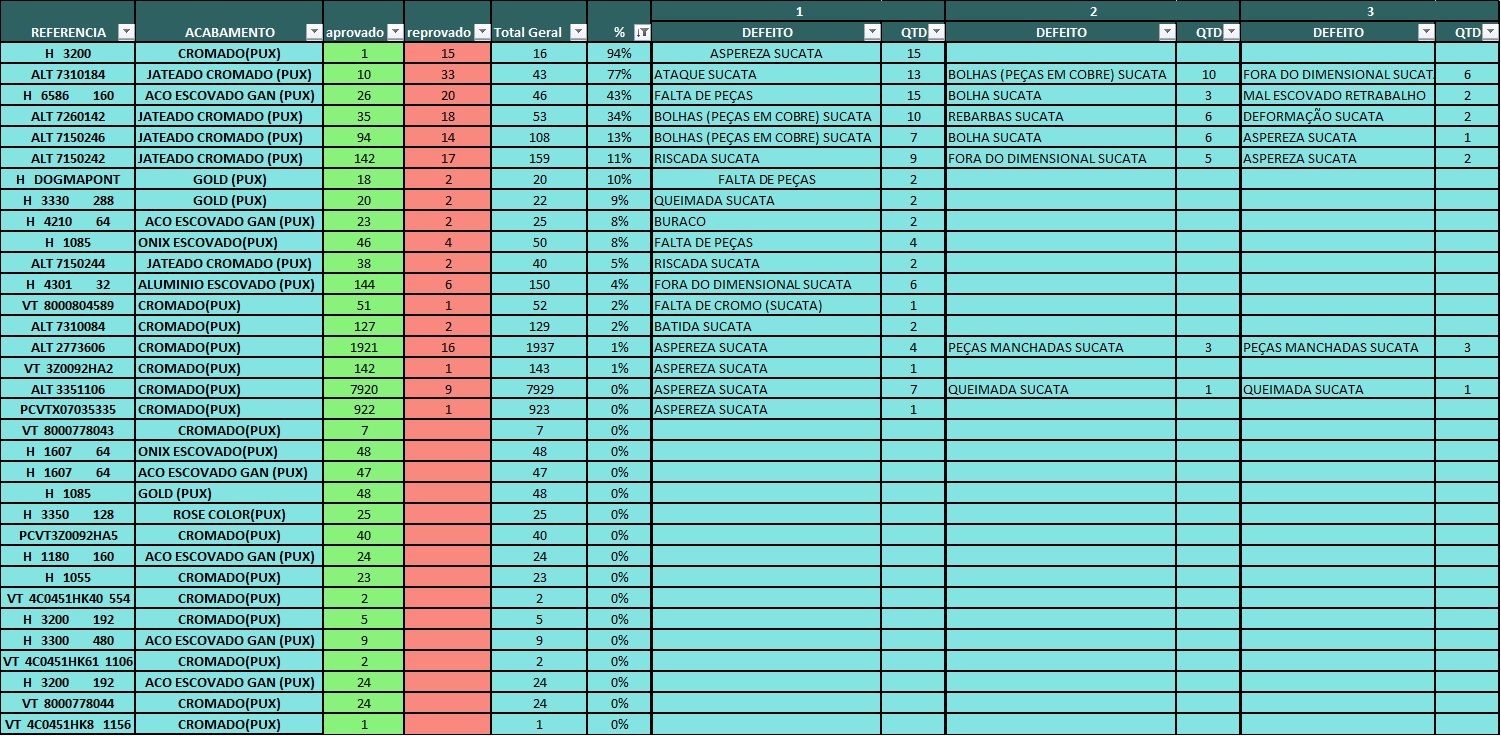 1 2 3
REFERENCIA ACABAMENTO aprovado reprovado Total Geral % DEFEITO QTD DEFEITO QTD DEFEITO QTD
H 3200 CROMADO(PUX) 1 15 16 94% ASPEREZA SUCATA 15
ALT 7310184 JATEADO CROMADO (PUX) 10 33 43 77% ATAQUE SUCATA 13 BOLHAS (PEÇAS EM COBRE) SUCATA 10 FORA DO DIMENSIONAL SUCAT 6
H 6586 160 ACO ESCOVADO GAN (PUX) 26 20 46 43% FALTA DE PEÇAS 15 BOLHA SUCATA 3 MAL ESCOVADO RETRABALHO 2
ALT 7260142 JATEADO CROMADO (PUX) 35 18 53 34% BOLHAS (PEÇAS EM COBRE) SUCATA 10 REBARBAS SUCATA 6 DEFORMAÇÃO SUCATA 2
ALT 7150246 JATEADO CROMADO (PUX) 94 14 108 13% BOLHAS (PEÇAS EM COBRE) SUCATA 7 BOLHA SUCATA 6 ASPEREZA SUCATA 1
ALT 7150242 JATEADO CROMADO (PUX) 142 17 159 11% RISCADA SUCATA 9 FORA DO DIMENSIONAL SUCATA 5 ASPEREZA SUCATA 2
H DOGMAPONT GOLD (PUX) 18 2 20 10% FALTA DE PEÇAS 2
H 3330 288 GOLD (PUX) 20 2 22 9% QUEIMADA SUCATA 2
H 4210 64 ACO ESCOVADO GAN (PUX) 23 2 25 8% BURACO 2
H 1085 ONIX ESCOVADO(PUX) 46 4 50 8% FALTA DE PEÇAS 4
ALT 7150244 JATEADO CROMADO (PUX) 38 2 40 5% RISCADA SUCATA 2
H 4301 32 ALUMINIO ESCOVADO (PUX) 144 6 150 4% FORA DO DIMENSIONAL SUCATA 6
VT 8000804589 CROMADO(PUX) 51 1 52 2% FALTA DE CROMO (SUCATA) 1
ALT 7310084 CROMADO(PUX) 127 2 129 2% BATIDA SUCATA 2
ALT 2773606 CROMADO(PUX) 1921 16 1937 1% ASPEREZA SUCATA 4 PEÇAS MANCHADAS SUCATA 3 PEÇAS MANCHADAS SUCATA 3
VT 3Z0092HA2 CROMADO(PUX) 142 1 143 1% ASPEREZA SUCATA 1
ALT 3351106 CROMADO(PUX) 7920 9 7929 0% ASPEREZA SUCATA 7 QUEIMADA SUCATA 1 QUEIMADA SUCATA 1
PCVTX07035335 CROMADO(PUX) 922 1 923 0% ASPEREZA SUCATA 1
VT 8000778043 CROMADO(PUX) 7 7 0%
H 1607 64 ONIX ESCOVADO(PUX) 48 48 0%
H 1607 64 ACO ESCOVADO GAN (PUX) 47 47 0%
H 1085 GOLD (PUX) 48 48 0%
H 3350 128 ROSE COLOR(PUX) 25 25 0%
PCVT3Z0092HA5 CROMADO(PUX) 40 40 0%
H 1180 160 ACO ESCOVADO GAN (PUX) 24 24 0%
H 1055 CROMADO(PUX) 23 23 0%
VT 4C0451HK40 554 CROMADO(PUX) 2 2 0%
H 3200 192 CROMADO(PUX) 5 5 0%
H 3300 480 ACO ESCOVADO GAN (PUX) 9 9 0%
VT 4C0451HK61 1106 CROMADO(PUX) 2 2 0%
H 3200 192 ACO ESCOVADO GAN (PUX) 24 24 0%
VT 8000778044 CROMADO(PUX) 24 24 0%
VT 4C0451HK8 1156 CROMADO(PUX) 1 1 0%